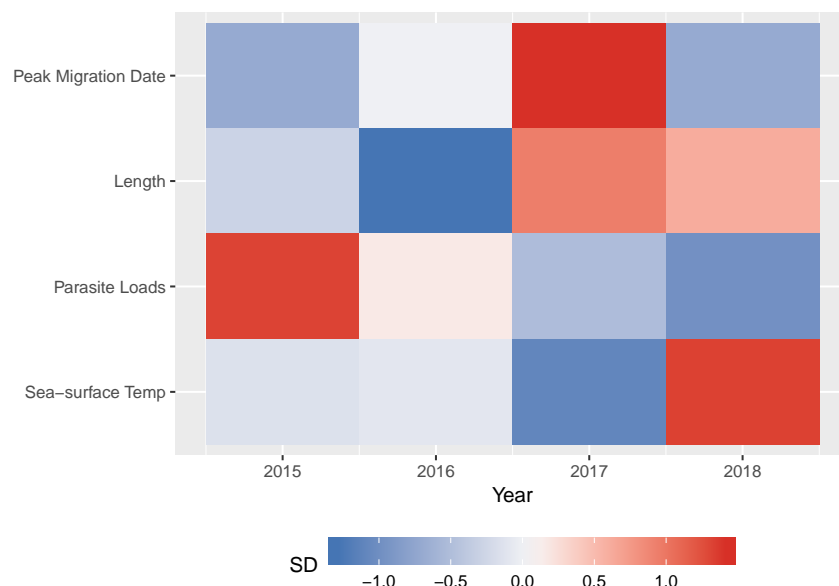 Peak Migration Date
Length
Parasite Loads
Sea−surface Temp
2015 2016 2017 2018
Year
SD
−1.0 −0.5 0.0 0.5 1.0